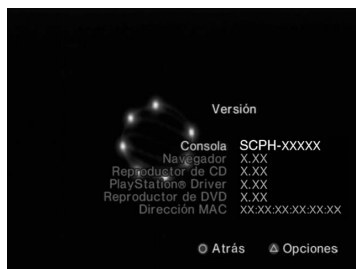 Versión
Consola SCPH-XXXXX
Navegador X.XX
Reproductor de CD X.XX
PlayStation® Driver X.XX
Reproductor de DVD X.XX
Dirección MAC XX:XX:XX:XX:XX:XX
Atrás Opciones